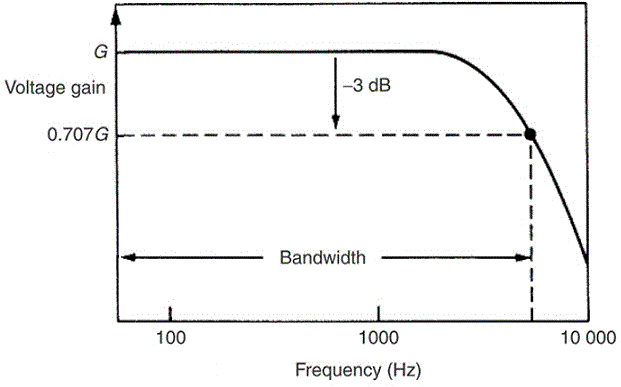 G
Voltage gain
–3 dB
0.707G
Bandwidth
100
1000
10 000
Frequency (Hz)